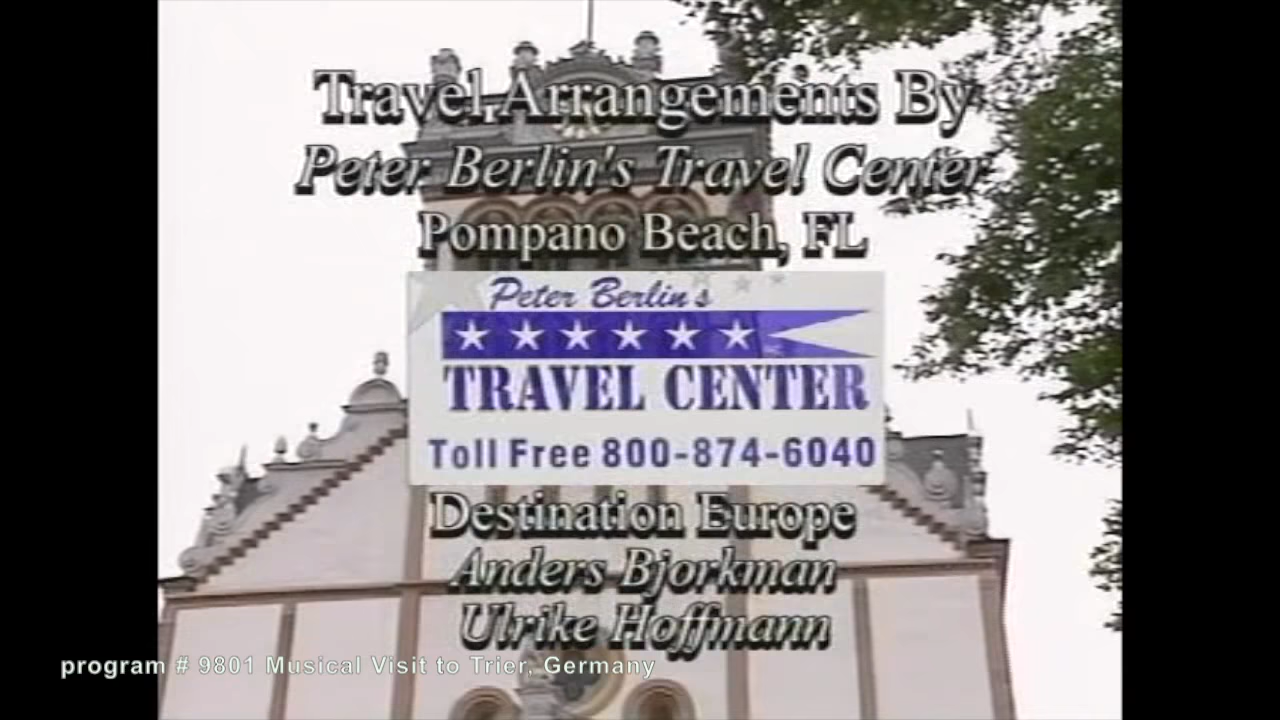 Travel Arrangements By
Peter Berlin's Travel Center
Pompano Beach, FL
Peter Berlin's
TRAVEL CENTER
Toll Free 800-874-6040
Destination Europe
Anders Bjorkman
Ulrike Hoffmann
program # 9801 Musical Visit to Trier, Germany